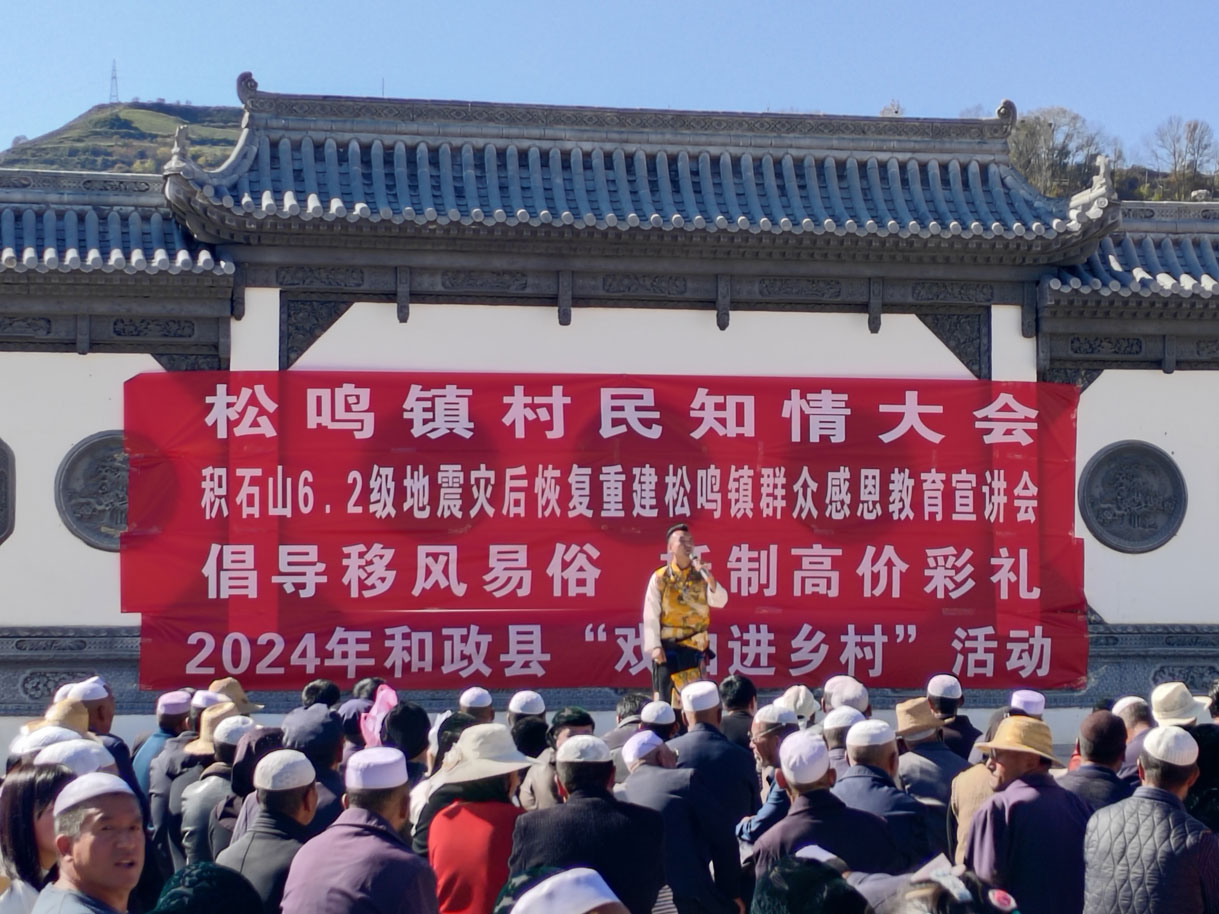 松鸣镇村民知情大会
积石山6.2级地震灾后恢复重建松鸣镇群众感恩教育宣讲会
倡导移风易俗 制高价彩礼
2024年和政县“戏 进乡村”活动